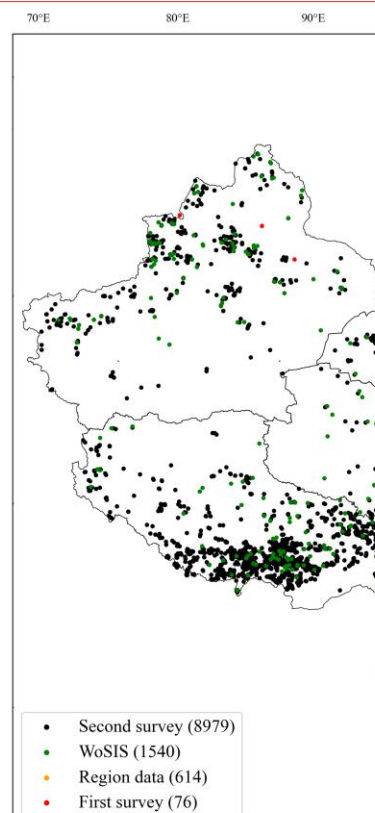 70°E 80°E 90°E
Second survey (8979)
WoSIS (1540)
Region data (614)
First survey (76)